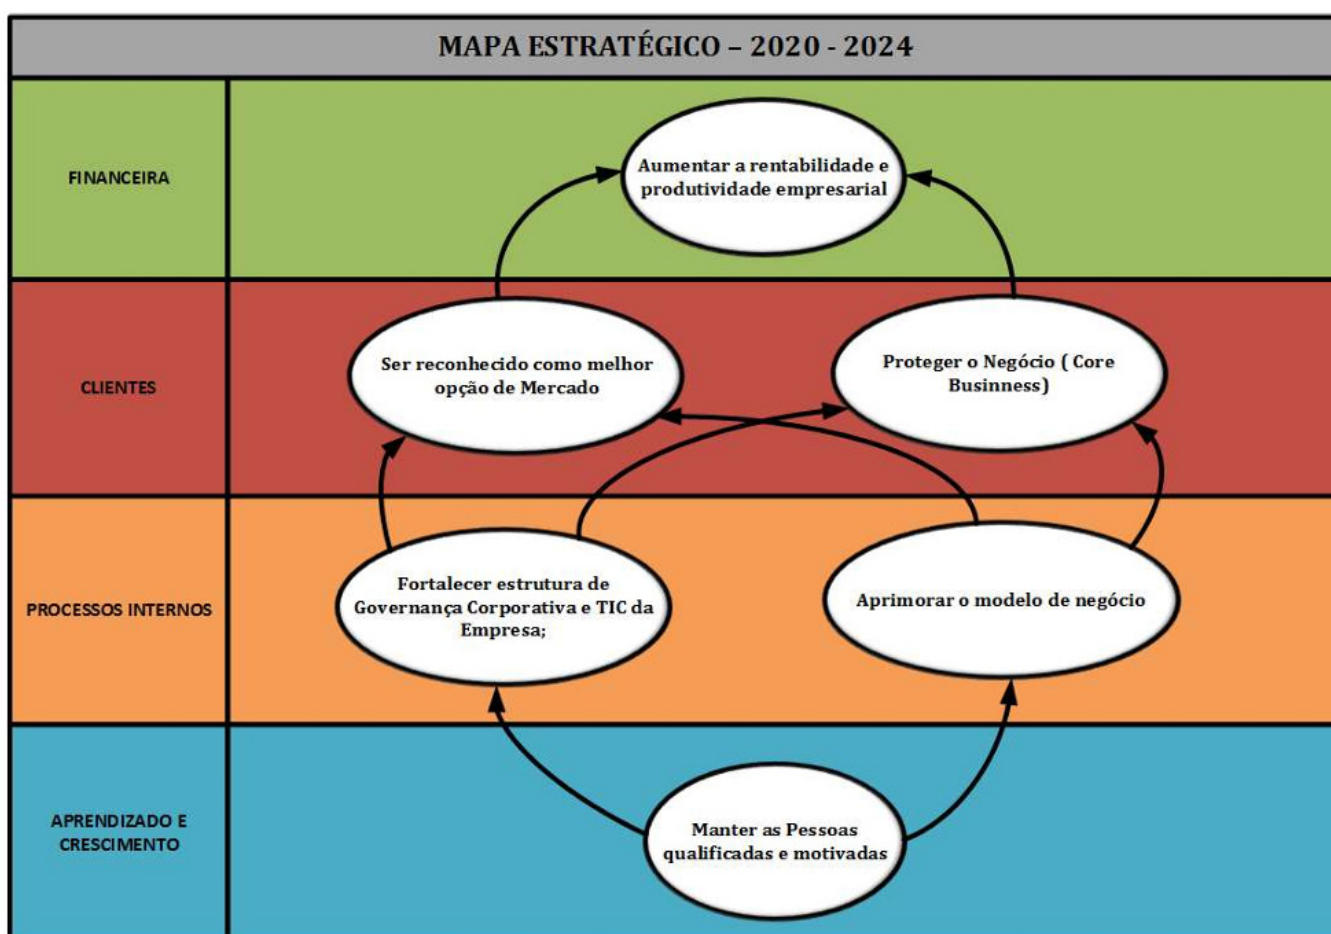 MAPA ESTRATÉGICO – 2020 - 2024
FINANCEIRA
Aumentar a rentabilidade e
produtividade empresarial
CLIENTES
Ser reconhecido como melhor
opção de Mercado
Proteger o Negócio ( Core
Businness)
PROCESSOS INTERNOS
Fortalecer estrutura de
Governança Corporativa e TIC da
Empresa;
Aprimorar o modelo de negócio
APRENDIZADO E
CRESCIMENTO
Manter as Pessoas
qualificadas e motivadas